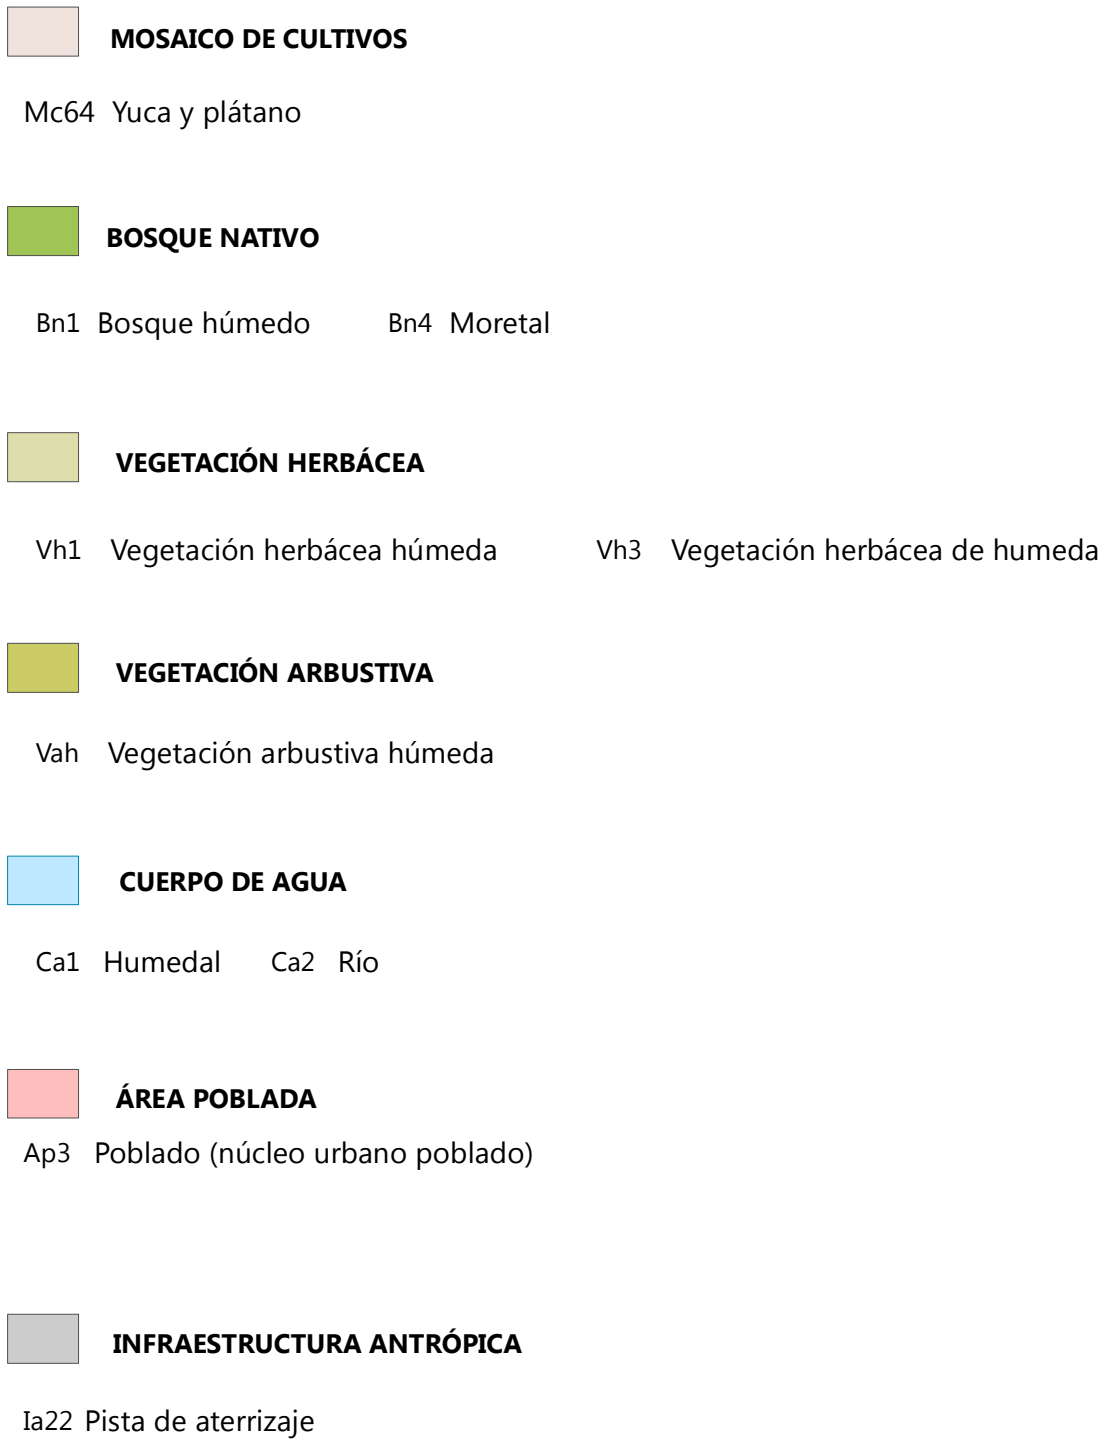 MOSAICO DE CULTIVOS
Mc64 Yuca y plátano
BOSQUE NATIVO
Bn1 Bosque húmedo Bn4 Moretal
VEGETACIÓN HERBÁCEA
Vh1 Vegetación herbácea húmeda Vh3 Vegetación herbácea de humeda
VEGETACIÓN ARBUSTIVA
Vah Vegetación arbustiva húmeda
CUERPO DE AGUA
Ca1 Humedal Ca2 Río
ÁREA POBLADA
Ap3 Poblado (núcleo urbano poblado)
INFRAESTRUCTURA ANTRÓPICA
Ia22 Pista de aterrizaje